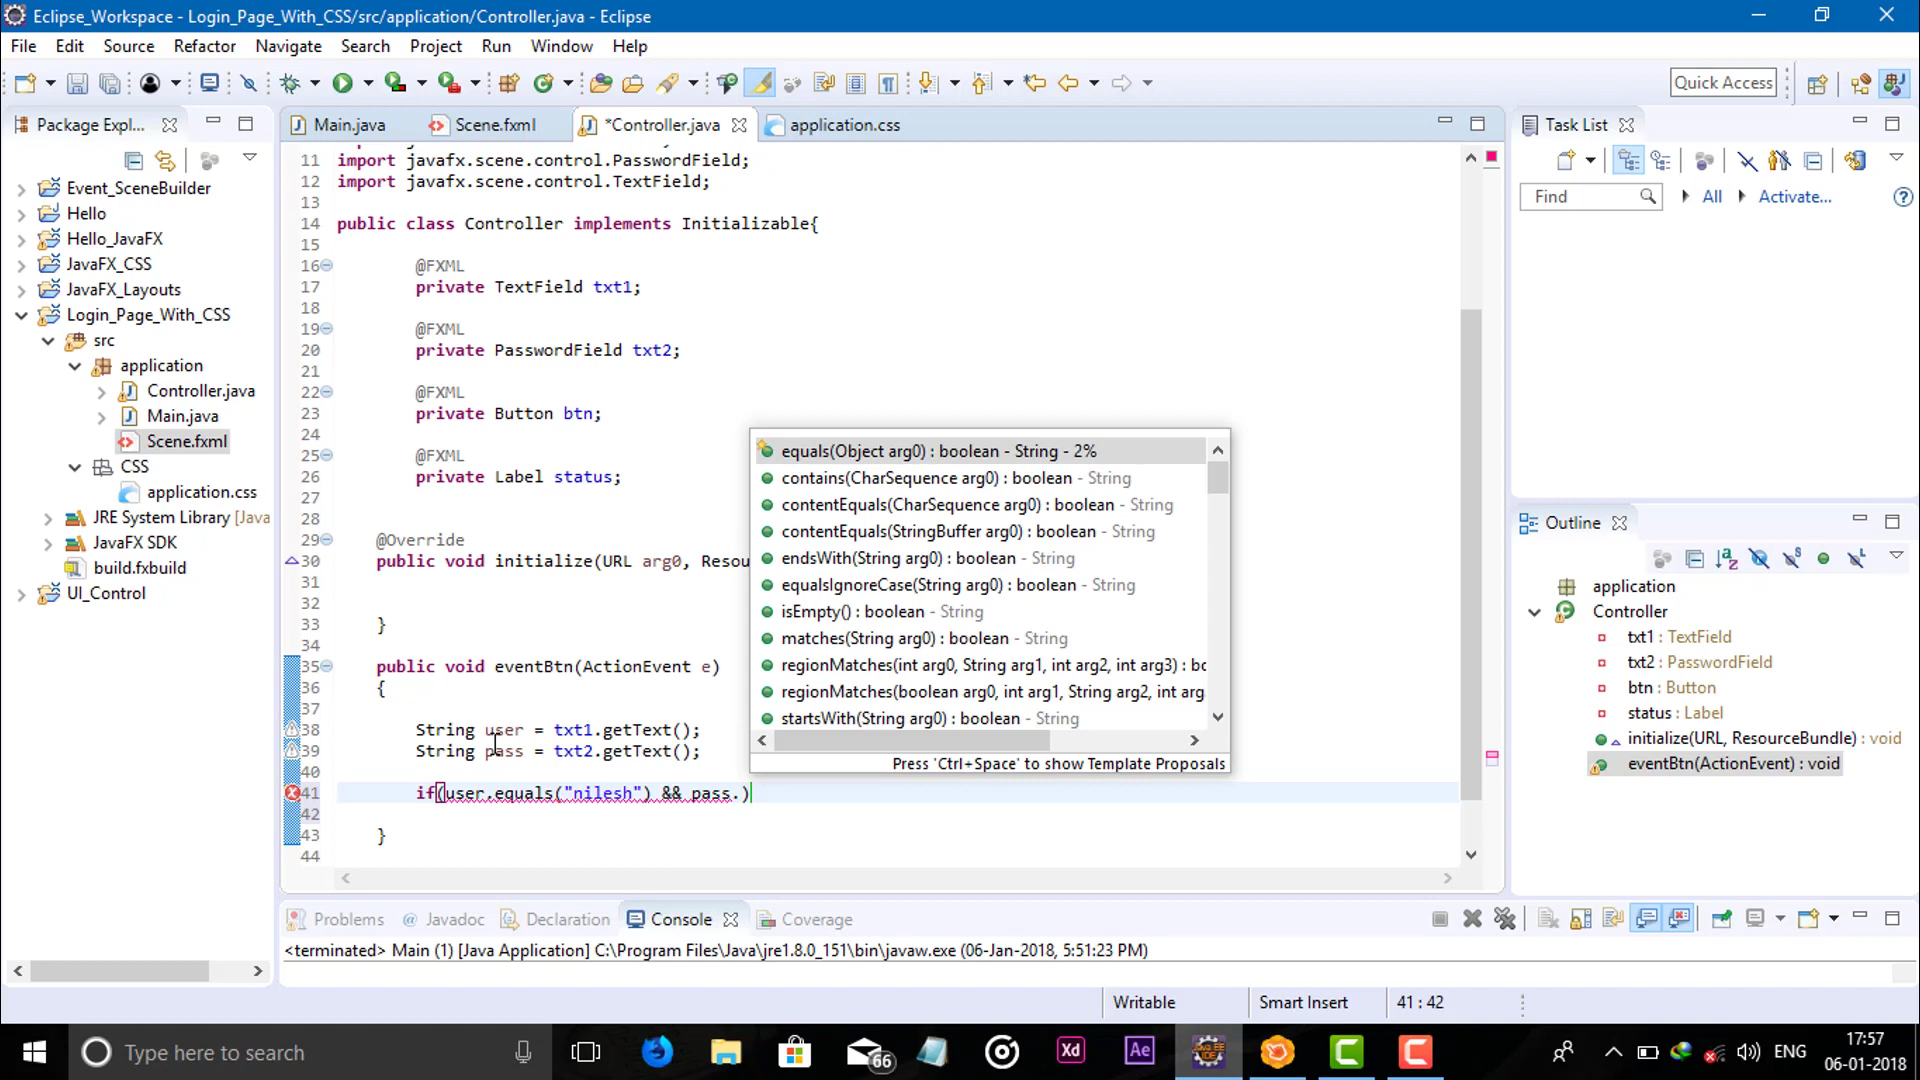 Eclipse_Workspace - Login_Page_With_CSS/src/application/Controller.java - Eclipse
File Edit Source Refactor Navigate Search Project Run Window Help
Quick Access
Package Expl...
Event_SceneBuilder
Hello
Hello_JavaFX
JavaFX_CSS
JavaFX_Layouts
Login_Page_With_CSS
src
application
Controller.java
Main.java
Scene.fxml
CSS
application.css
JRE System Library [Java
JavaFX SDK
build.fxbuild
UI_Control
Main.java Scene.fxml *Controller.java application.css
11 import javafx.scene.control.PasswordField;
12 import javafx.scene.control.TextField;
13
14 public class Controller implements Initializable{
15
16 @FXML
17 private TextField txt1;
18
19 @FXML
20 private PasswordField txt2;
21
22 @FXML
23 private Button btn;
24
25 @FXML
26 private Label status;
27
28
29 @Override
30 public void initialize(URL arg0, Resou
31
32
33 }
34
35 public void eventBtn(ActionEvent e)
36 {
37
38 String user = txt1.getText();
39 String pass = txt2.getText();
40
41 if(user.equals("nilesh") && pass.)
42
43 }
44
equals(Object arg0) : boolean - String - 2%
contains(CharSequence arg0) : boolean - String
contentEquals(CharSequence arg0) : boolean - String
contentEquals(StringBuffer arg0) : boolean - String
endsWith(String arg0) : boolean - String
equalsIgnoreCase(String arg0) : boolean - String
isEmpty() : boolean - String
matches(String arg0) : boolean - String
regionMatches(int arg0, String arg1, int arg2, int arg3) : bo
regionMatches(boolean arg0, int arg1, String arg2, int arg
startsWith(String arg0) : boolean - String
Press 'Ctrl+Space' to show Template Proposals
Task List
Find All Activate...
Outline
application
Controller
txt1 : TextField
txt2 : PasswordField
btn : Button
status : Label
initialize(URL, ResourceBundle) : void
eventBtn(ActionEvent) : void
Problems @ Javadoc Declaration Console Coverage
<terminated> Main (1) [Java Application] C:\Program Files\Java\jre1.8.0_151\bin\javaw.exe (06-Jan-2018, 5:51:23 PM)
Writable Smart Insert 41 : 42
Type here to search
66
Xd
Ae
Java EE
IDE
ENG
17:57
06-01-2018